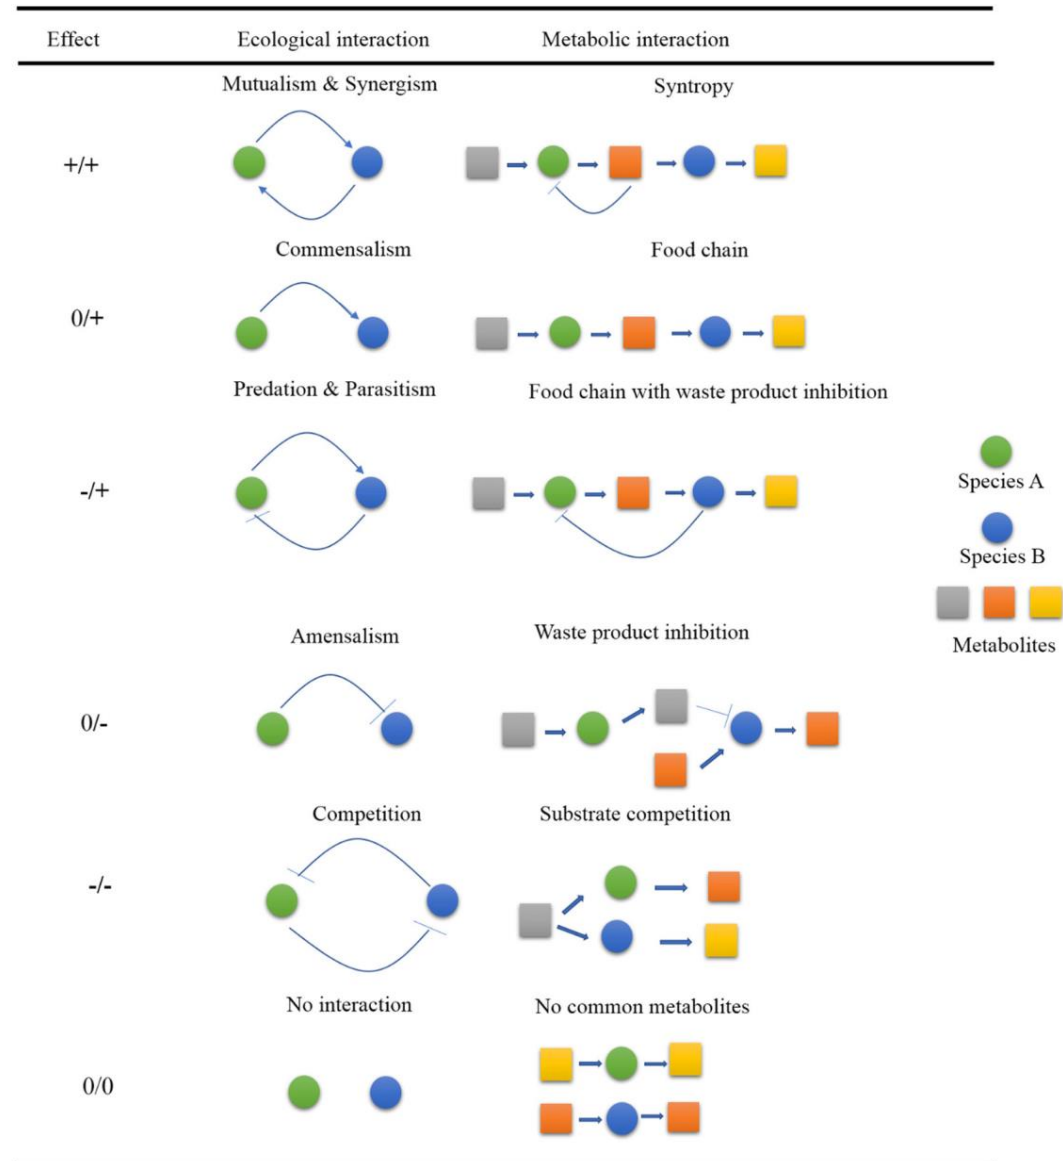 Effect Ecological interaction Metabolic interaction
Mutualism & Synergism Syntropy
+/+
Commensalism Food chain
0/+
Predation & Parasitism Food chain with waste product inhibition
-/+
Species A
Species B
Metabolites
Amensalism Waste product inhibition
0/-
Competition Substrate competition
-/-
No interaction No common metabolites
0/0